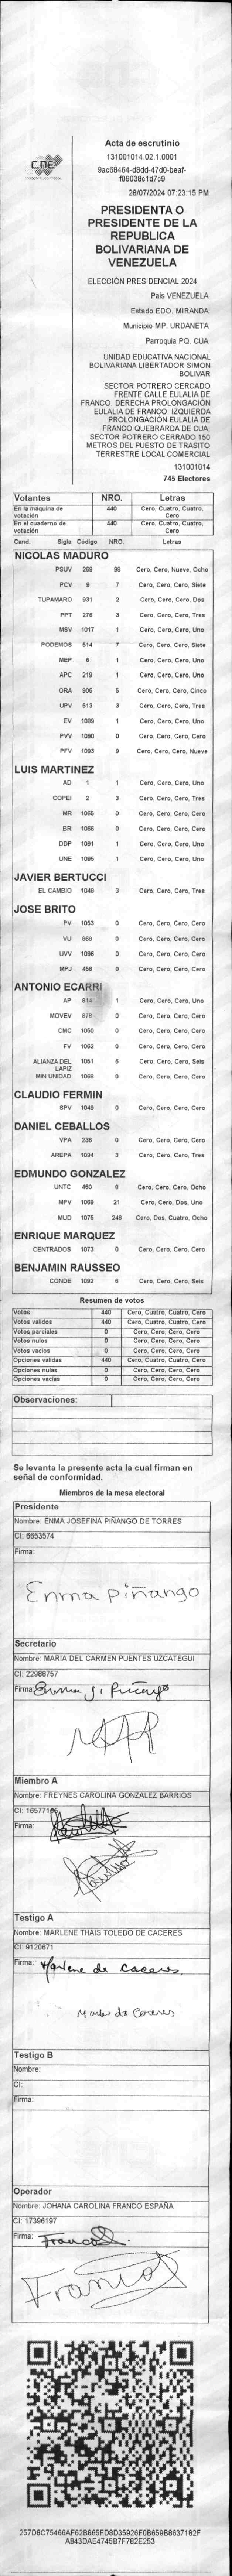 CNE
Acta de escrutinio
131001014.02.1.0001
9ac68464-d8dd-47d0-beaf-
f09038c1d7c9
28/07/2024 07:23:15 PM
PRESIDENTA O
PRESIDENTE DE LA
REPUBLICA
BOLIVARIANA DE
VENEZUELA
ELECCIÓN PRESIDENCIAL 2024
Pais VENEZUELA
Estado EDO. MIRANDA
Municipio MP. URDANETA
Parroquia PQ. CUA
UNIDAD EDUCATIVA NACIONAL
BOLIVARIANA LIBERTADOR SIMON
BOLIVAR
SECTOR POTRERO CERCADO
FRENTE CALLE EULALIA DE
FRANCO. DERECHA PROLONGACIÓN
EULALIA DE FRANCO. IZQUIERDA
PROLONGACIÓN EULALIA DE
FRANCO QUEBRADA DE CUA,
SECTOR POTRERO CERRADO 150
METROS DEL PUESTO DE TRASITO
TERRESTRE LOCAL COMERCIAL
131001014
745 Electores
Votantes NRO. Letras
En la máquina de votación 440 Cero, Cuatro, Cuatro, Cero
En el cuaderno de votación 440 Cero, Cuatro, Cuatro, Cero
Cand. Sigla Código NRO. Letras
NICOLAS MADURO
PSUV 269 98 Cero, Cero, Nueve, Ocho
PCV 9 7 Cero, Cero, Cero, Siete
TUPAMARO 931 2 Cero, Cero, Cero, Dos
PPT 276 3 Cero, Cero, Cero, Tres
MSV 1017 1 Cero, Cero, Cero, Uno
PODEMOS 514 7 Cero, Cero, Cero, Siete
MEP 6 1 Cero, Cero, Cero, Uno
APC 219 1 Cero, Cero, Cero, Uno
ORA 906 5 Cero, Cero, Cero, Cinco
UPV 513 3 Cero, Cero, Cero, Tres
EV 1089 1 Cero, Cero, Cero, Uno
PVV 1090 0 Cero, Cero, Cero, Cero
PFV 1093 9 Cero, Cero, Cero, Nueve
LUIS MARTINEZ
AD 1 1 Cero, Cero, Cero, Uno
COPEI 2 3 Cero, Cero, Cero, Tres
MR 1065 0 Cero, Cero, Cero, Cero
BR 1066 0 Cero, Cero, Cero, Cero
DDP 1091 1 Cero, Cero, Cero, Uno
UNE 1095 1 Cero, Cero, Cero, Uno
JAVIER BERTUCCI
EL CAMBIO 1048 3 Cero, Cero, Cero, Tres
JOSE BRITO
PV 1053 0 Cero, Cero, Cero, Cero
VU 968 0 Cero, Cero, Cero, Cero
UVV 1096 0 Cero, Cero, Cero, Cero
MPJ 458 0 Cero, Cero, Cero, Cero
ANTONIO ECARRI
AP 814 1 Cero, Cero, Cero, Uno
MOVEV 878 0 Cero, Cero, Cero, Cero
CMC 1050 0 Cero, Cero, Cero, Cero
FV 1062 0 Cero, Cero, Cero, Cero
ALIANZA DEL LAPIZ 1051 6 Cero, Cero, Cero, Seis
MIN UNIDAD 1068 0 Cero, Cero, Cero, Cero
CLAUDIO FERMIN
SPV 1049 0 Cero, Cero, Cero, Cero
DANIEL CEBALLOS
VPA 236 0 Cero, Cero, Cero, Cero
AREPA 1094 3 Cero, Cero, Cero, Tres
EDMUNDO GONZALEZ
UNTC 460 8 Cero, Cero, Cero, Ocho
MPV 1069 21 Cero, Cero, Dos, Uno
MUD 1075 248 Cero, Dos, Cuatro, Ocho
ENRIQUE MARQUEZ
CENTRADOS 1073 0 Cero, Cero, Cero, Cero
BENJAMIN RAUSSEO
CONDE 1092 6 Cero, Cero, Cero, Seis
Resumen de votos
Votos 440 Cero, Cuatro, Cuatro, Cero
Votos validos 440 Cero, Cuatro, Cuatro, Cero
Votos parciales 0 Cero, Cero, Cero, Cero
Votos nulos 0 Cero, Cero, Cero, Cero
Votos vacios 0 Cero, Cero, Cero, Cero
Opciones validas 440 Cero, Cuatro, Cuatro, Cero
Opciones nulas 0 Cero, Cero, Cero, Cero
Opciones vacias 0 Cero, Cero, Cero, Cero
Observaciones:
Se levanta la presente acta la cual firman en
señal de conformidad.
Miembros de la mesa electoral
Presidente
Nombre: ENMA JOSEFINA PIÑANGO DE TORRES
CI: 6653574
Firma:
Enma piñango
Secretario
Nombre: MARIA DEL CARMEN PUENTES UZCATEGUI
CI: 22988757
Firma: Enma J. Piñango
Miembro A
Nombre: FREYNES CAROLINA GONZALEZ BARRIOS
CI: 16577
Firma:
Testigo A
Nombre: MARLENE THAIS TOLEDO DE CACERES
CI: 9120671
Firma: Marlene de Caceres
Testigo B
Nombre:
CI:
Firma:
Operador
Nombre: JOHANA CAROLINA FRANCO ESPAÑA
CI: 17396197
Firma: Franco
Franco
257D8C75466AF62B865FD8D35926F0B659B8637182F
A843DAE4745B7F782E253